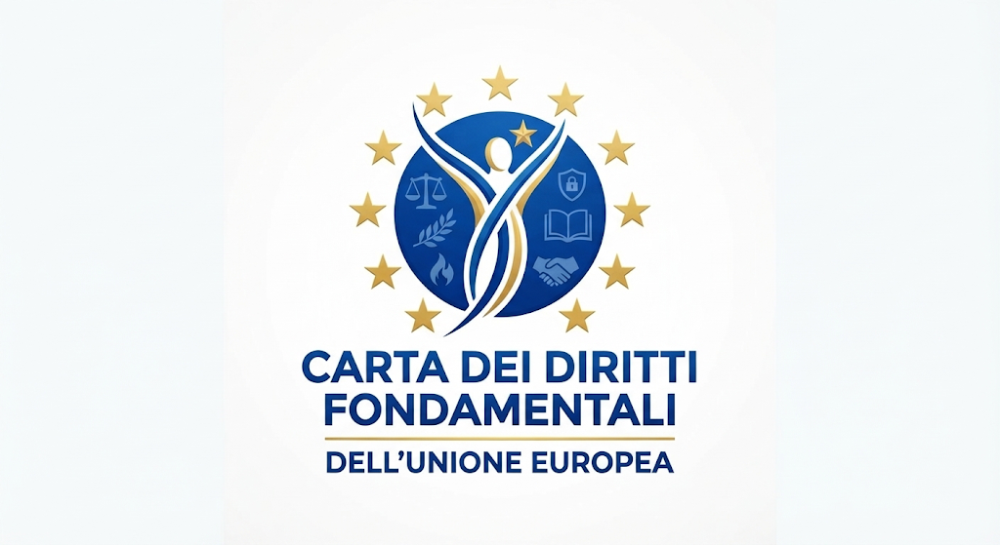 CARTA DEI DIRITTI
FONDAMENTALI
DELL’UNIONE EUROPEA